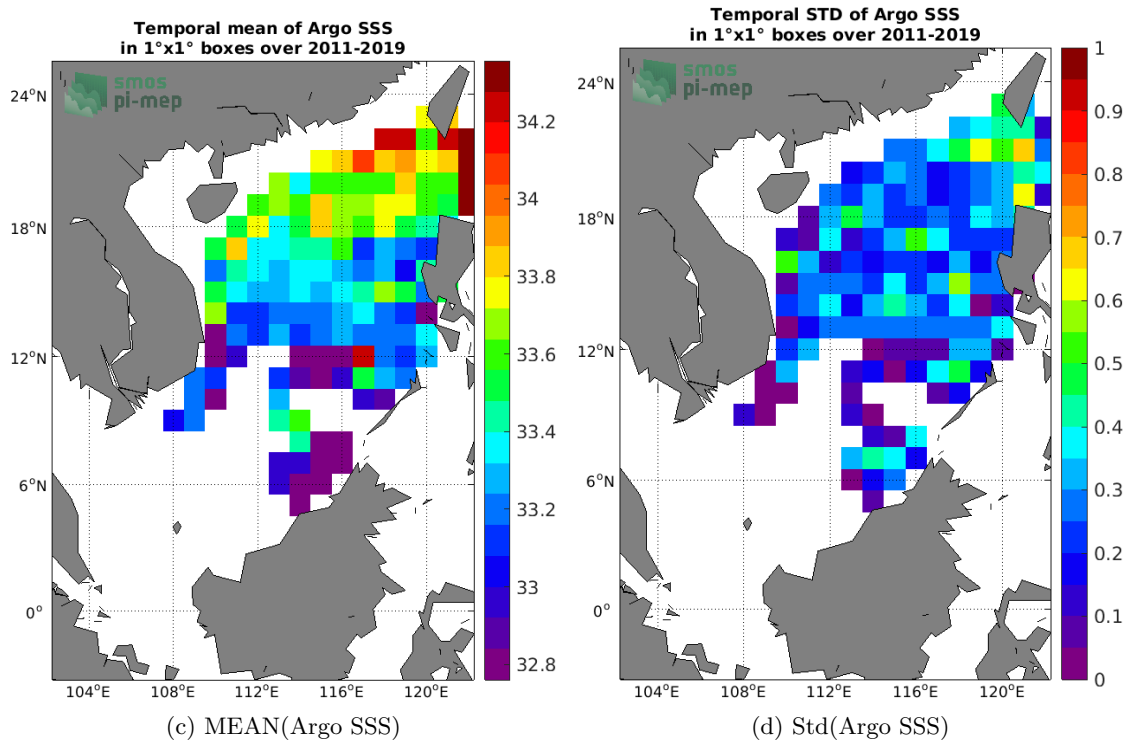 Temporal mean of Argo SSS
in 1°x1° boxes over 2011-2019
smos
pi-mep
24°N
18°N
12°N
6°N
0°
104°E
108°E
112°E
116°E
120°E
34.2
34
33.8
33.6
33.4
33.2
33
32.8
(c) MEAN(Argo SSS)
Temporal STD of Argo SSS
in 1°x1° boxes over 2011-2019
smos
pi-mep
24°N
18°N
12°N
6°N
0°
104°E
108°E
112°E
116°E
120°E
1
0.9
0.8
0.7
0.6
0.5
0.4
0.3
0.2
0.1
0
(d) Std(Argo SSS)